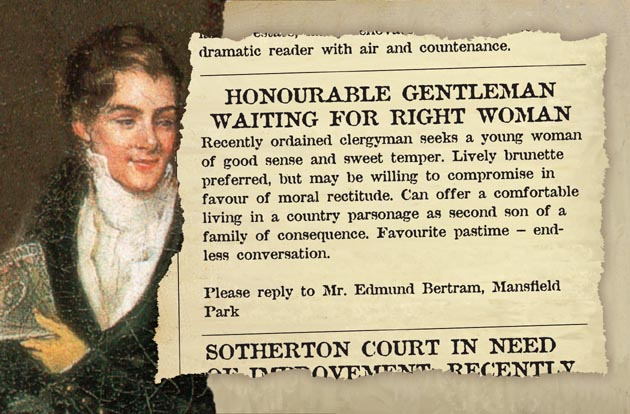 dramatic reader with air and countenance.
HONOURABLE GENTLEMAN
WAITING FOR RIGHT WOMAN
Recently ordained clergyman seeks a young woman
of good sense and sweet temper. Lively brunette
preferred, but may be willing to compromise in
favour of moral rectitude. Can offer a comfortable
living in a country parsonage as second son of a
family of consequence. Favourite pastime – end-
less conversation.
Please reply to Mr. Edmund Bertram, Mansfield
Park
SOTHERTON COURT IN NEED
OF IMPROVEMENT. RECENTLY